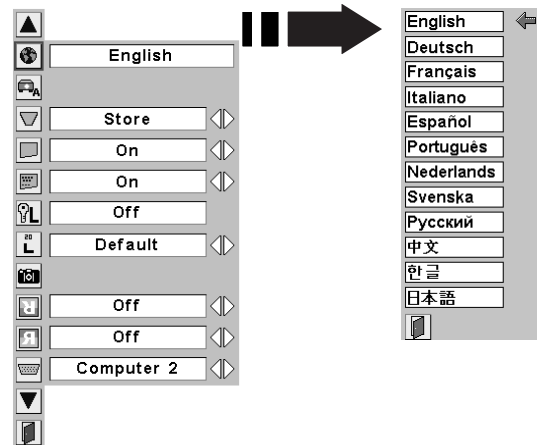 English
Store
On
On
Off
Default
Off
Off
Computer 2
English
Deutsch
Français
Italiano
Español
Português
Nederlands
Svenska
Русский
中文
한글
日本語